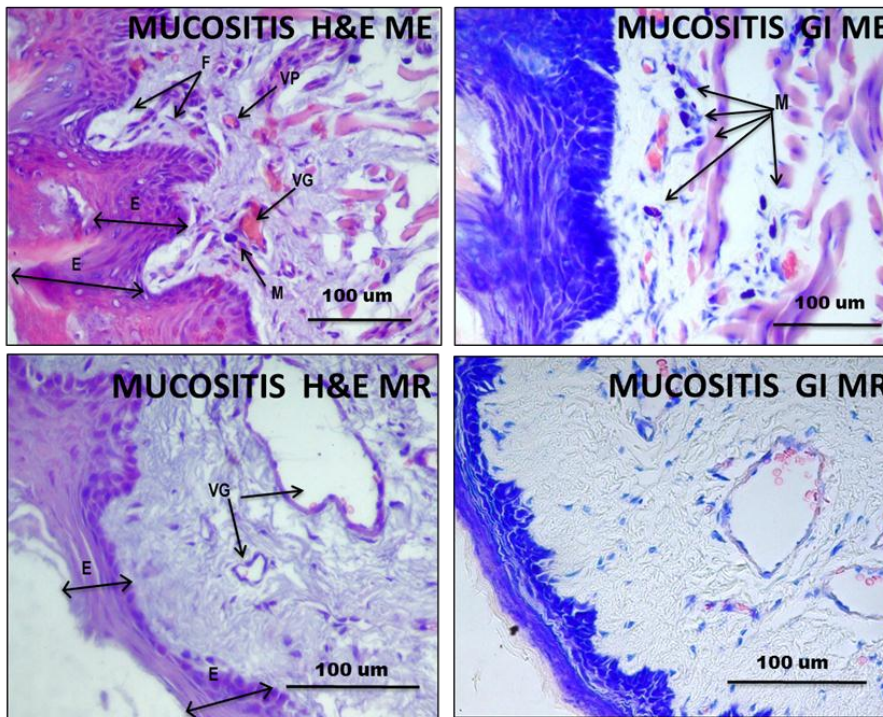 MUCOSITIS H&E ME
F
VP
E
VG
E
M
100 um
MUCOSITIS GI ME
M
100 um
MUCOSITIS H&E MR
VG
E
E
100 um
MUCOSITIS GI MR
100 um